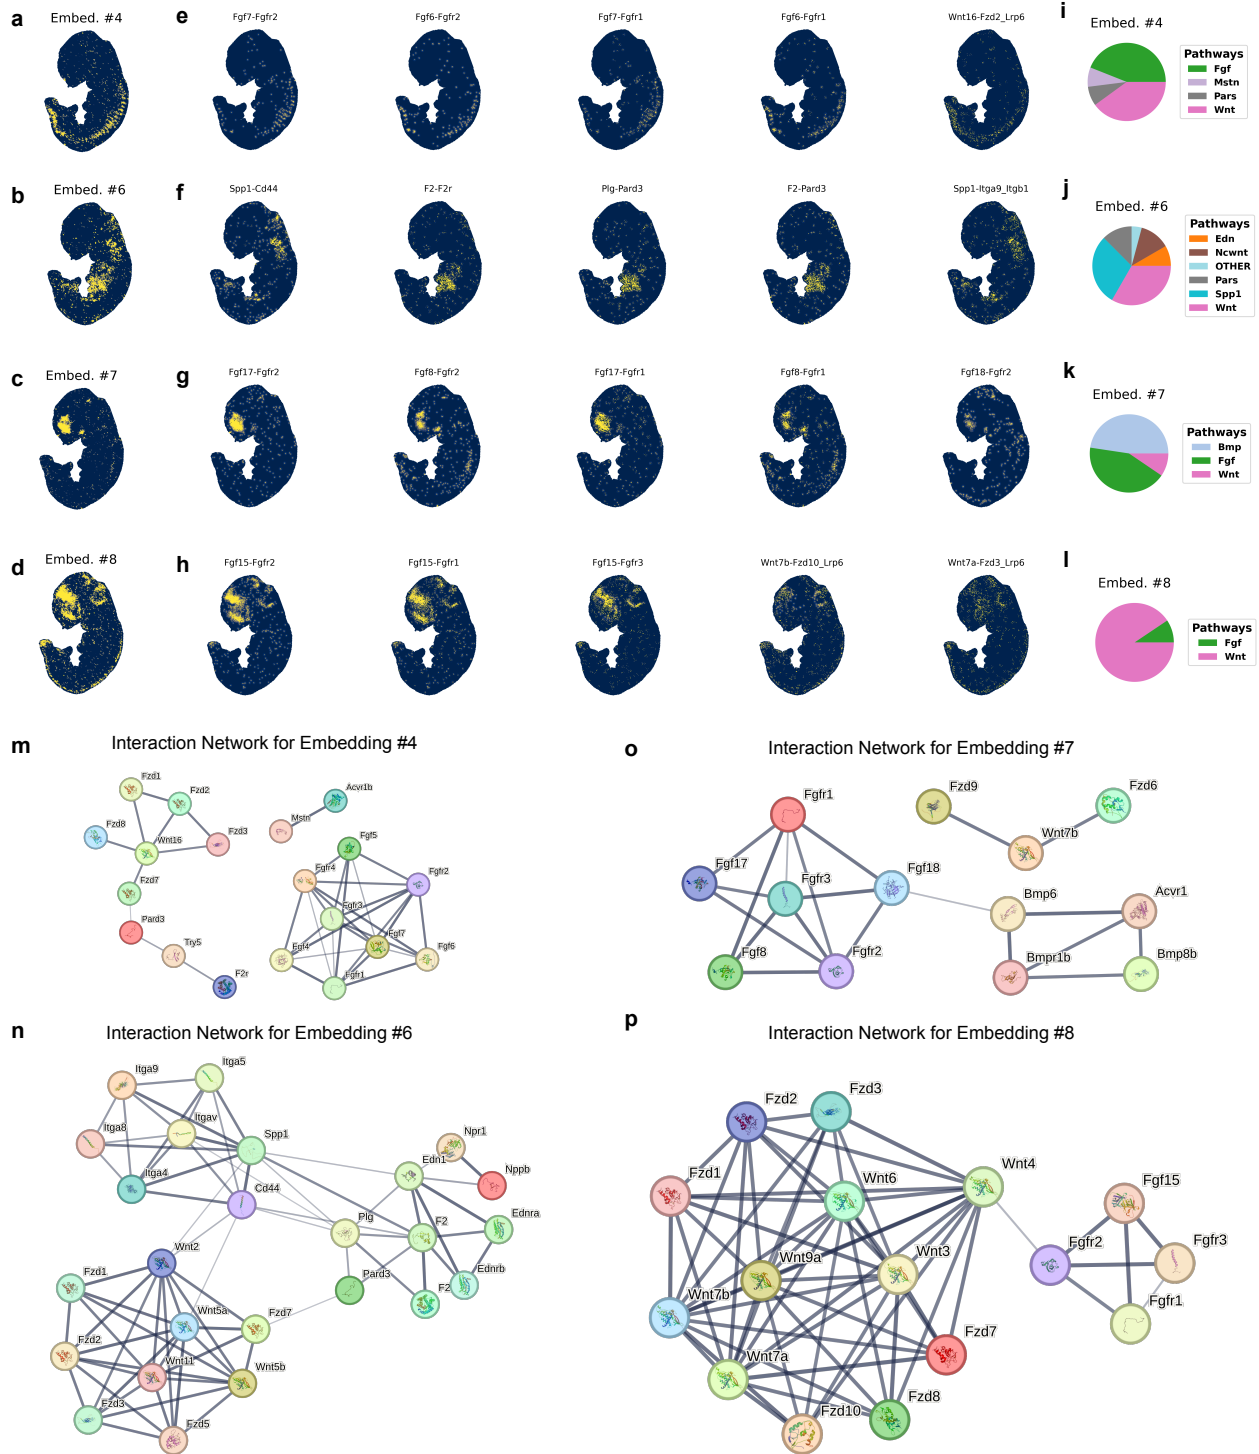 a
Embed. #4
e
Fgf7-Fgfr2
Fgf6-Fgfr2
Fgf7-Fgfr1
Fgf6-Fgfr1
Wnt16-Fzd2_Lrp6
i
Embed. #4
Pathways
Fgf
Mstn
Pars
Wnt
b
Embed. #6
f
Spp1-Cd44
F2-F2r
Plg-Pard3
F2-Pard3
Spp1-Itga9_Itgb1
j
Embed. #6
Pathways
Edn
Ncwnt
OTHER
Pars
Spp1
Wnt
c
Embed. #7
g
Fgf17-Fgfr2
Fgf8-Fgfr2
Fgf17-Fgfr1
Fgf8-Fgfr1
Fgf18-Fgfr2
k
Embed. #7
Pathways
Bmp
Fgf
Wnt
d
Embed. #8
h
Fgf15-Fgfr2
Fgf15-Fgfr1
Fgf15-Fgfr3
Wnt7b-Fzd10_Lrp6
Wnt7a-Fzd3_Lrp6
l
Embed. #8
Pathways
Fgf
Wnt
m
Interaction Network for Embedding #4
Fzd1
Fzd2
Fzd8
Fzd3
Wnt16
Fzd7
Pard3
Try5
F2r
Acvr1b
Mstn
Fgf5
Fgfr4
Fgfr2
Fgfr3
Fgf7
Fgf4
Fgf6
Fgfr1
o
Interaction Network for Embedding #7
Fgfr1
Fzd9
Fzd6
Wnt7b
Fgf17
Fgfr3
Fgf18
Bmp6
Acvr1
Fgf8
Fgfr2
Bmpr1b
Bmp8b
n
Interaction Network for Embedding #6
Itga9
Itga5
Itga8
Itgav
Spp1
Itga4
Cd44
Npr1
Edn1
Nppb
Plg
F2
Ednra
Pard3
F2
Ednrb
Wnt2
Fzd1
Wnt5a
Fzd7
Fzd2
Wnt11
Wnt5b
Fzd3
Fzd5
p
Interaction Network for Embedding #8
Fzd2
Fzd3
Fzd1
Wnt6
Wnt4
Fgf15
Wnt9a
Wnt3
Fgfr2
Fgfr3
Wnt7b
Fgfr1
Wnt7a
Fzd7
Fzd10
Fzd8